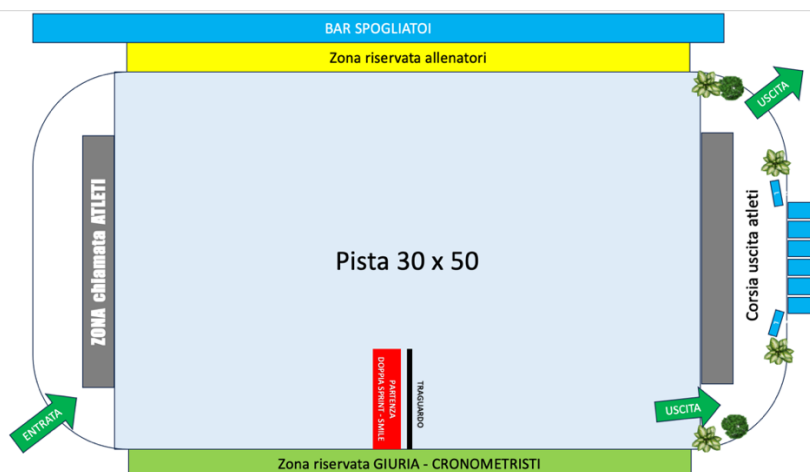 BAR SPOGLIATOI
Zona riservata allenatori
USCITA
ZONA chiamata ATLETI
Corsia uscita atleti
Pista 30 x 50
PARTENZA
DOPPIA SPRINT - SMILE
TRAGUARDO
ENTRATA
USCITA
Zona riservata GIURIA - CRONOMETRISTI